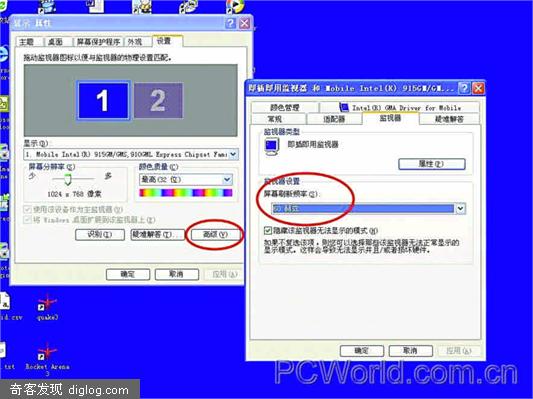 显示 属性
主题 桌面 屏幕保护程序 外观 设置
拖动监视器图标以便与监视器的物理设置匹配。
1 2
显示(D):
1. Mobile Intel(R) 915GM/GMS,910GML Express Chipset Fam
屏幕分辨率(S)
少 多
1024 x 768 像素
颜色质量(C)
最高(32 位)
使用该设备作为主监视器(U)
将 Windows 桌面扩展到该监视器上(E)
识别(I) 疑难解答(T)... 高级(V)
确定 取消 应用(A)
即插即用监视器 和 Mobile Intel(R) 915GM/GM...
颜色管理 Intel(R) GMA Driver for Mobile
常规 适配器 监视器 疑难解答
监视器类型
即插即用监视器
属性(P)
监视器设置
屏幕刷新频率(S):
60 赫兹
隐藏该监视器无法显示的模式(H)
如果不复选该项，则您可以选择那些该监视器无法正常显示的
显示模式。这样会导致无法显示并且/或者损坏硬件。
确定 取消 应用(A)
id.csv quake3
.txt Rocket Arena
3
PCWorld.com.cn
奇客发现 diglog.com